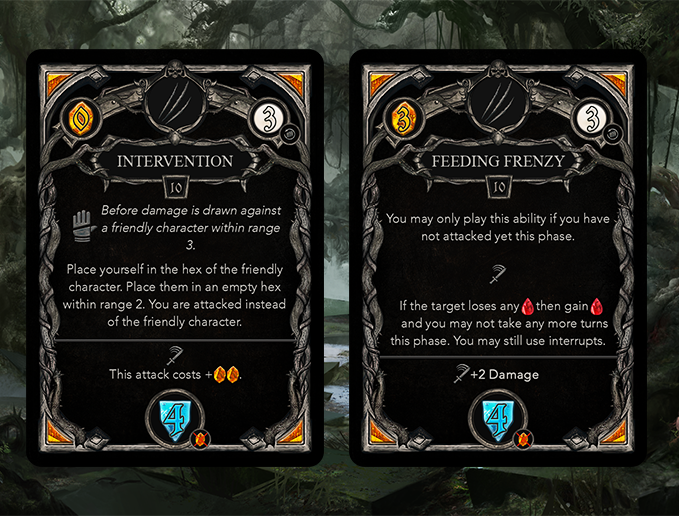 0
3
INTERVENTION
10
Before damage is drawn against
a friendly character within range
3.
Place yourself in the hex of the friendly
character. Place them in an empty hex
within range 2. You are attacked instead
of the friendly character.
This attack costs +.
4
3
3
FEEDING FRENZY
10
You may only play this ability if you have
not attacked yet this phase.
If the target loses any then gain
and you may not take any more turns
this phase. You may still use interrupts.
+2 Damage
4